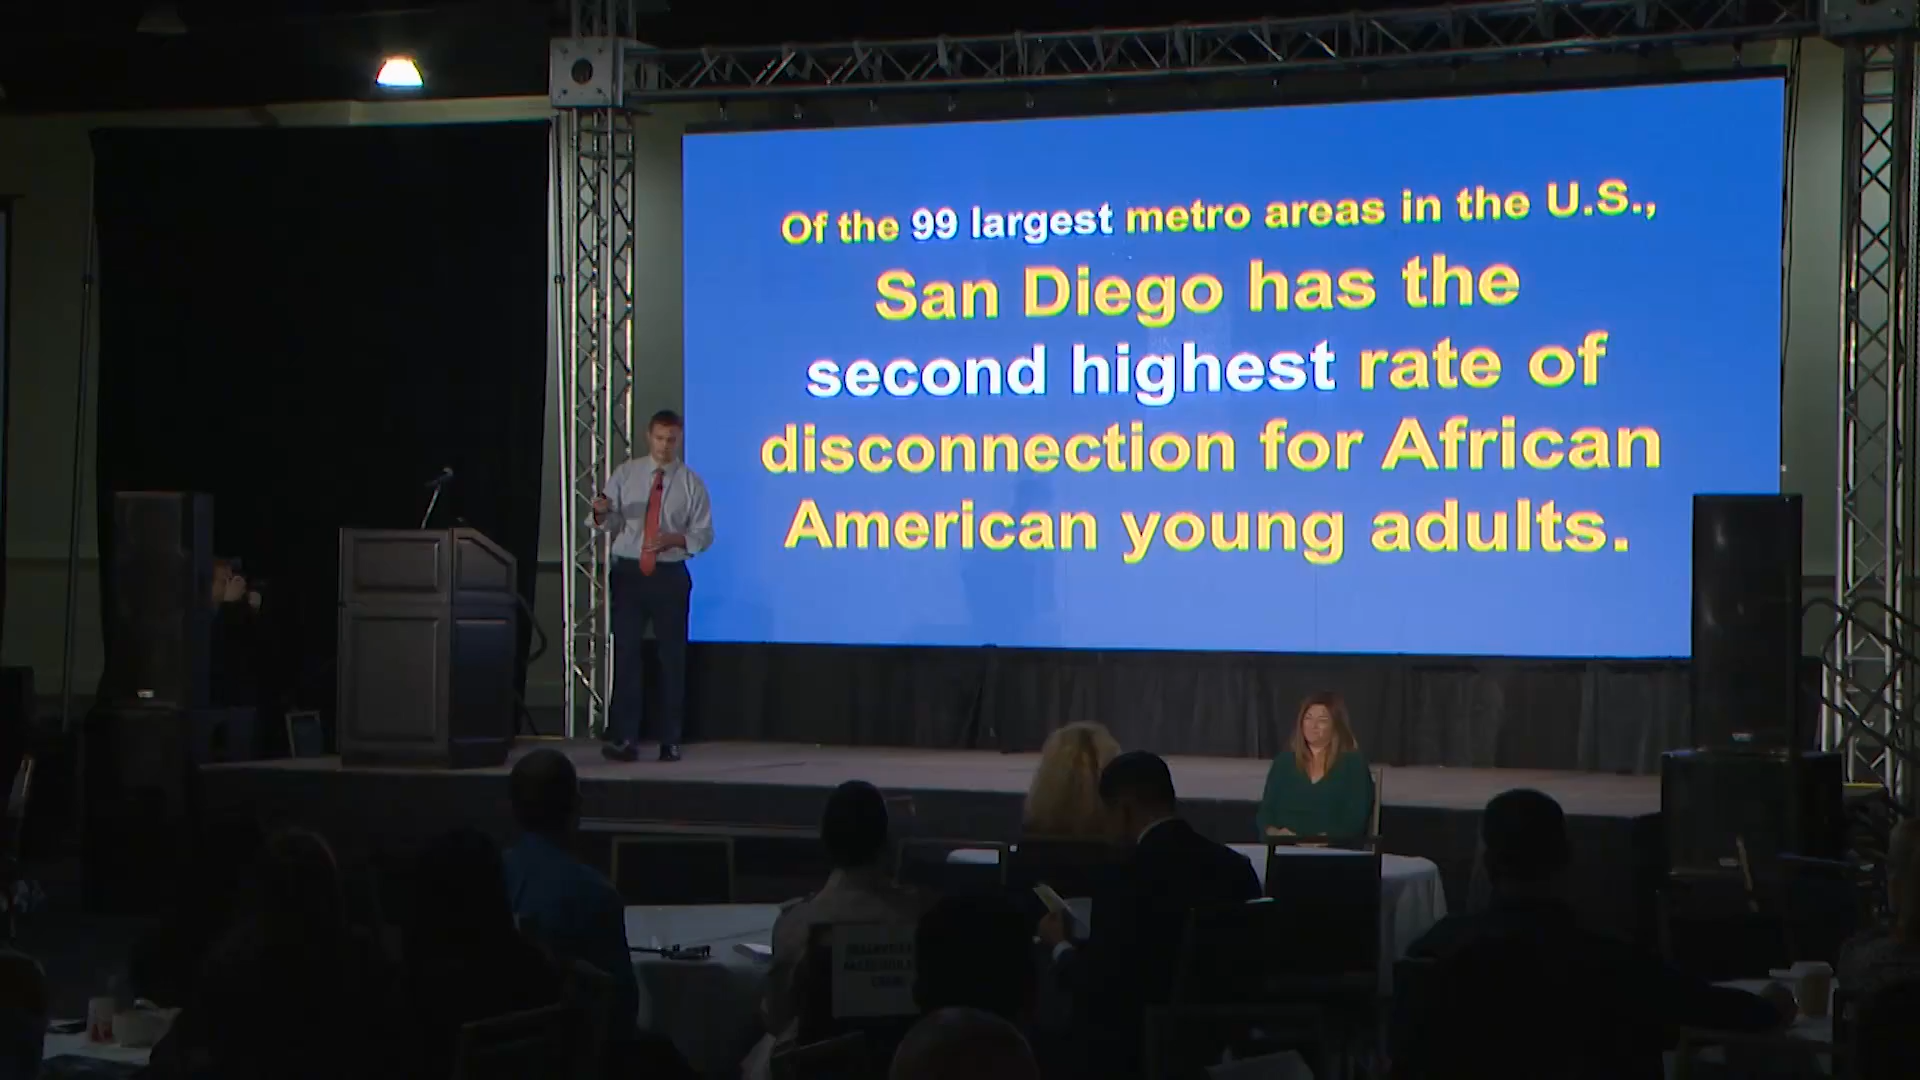 Of the 99 largest metro areas in the U.S.,
San Diego has the
second highest rate of
disconnection for African
American young adults.